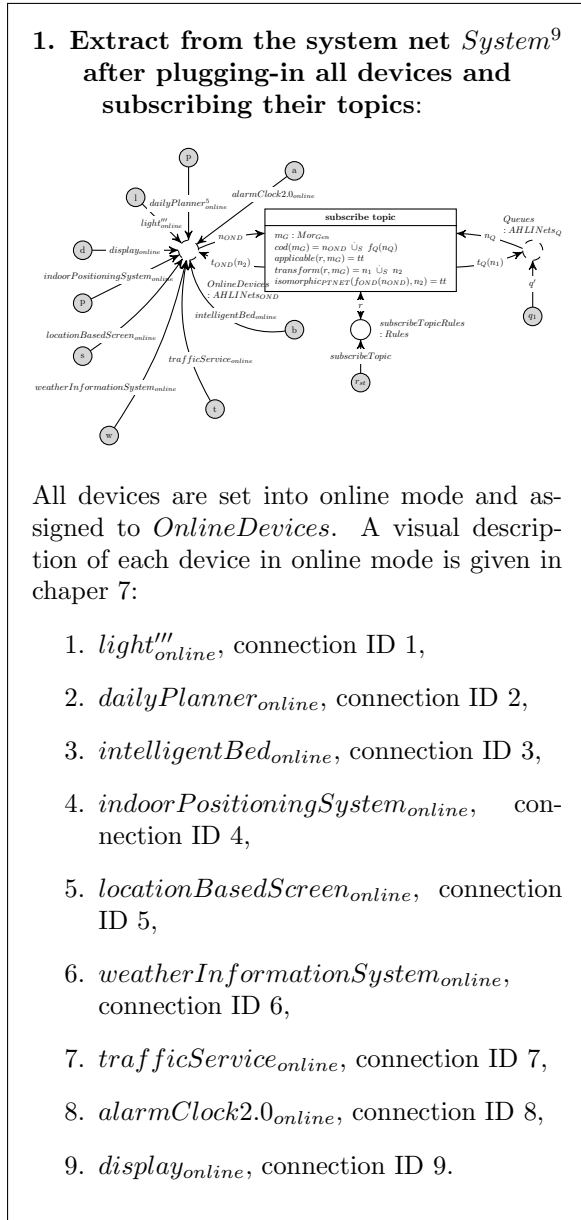 1. Extract from the system net System⁹
after plugging-in all devices and
subscribing their topics:
p
a
l
dailyPlanner⁵online
alarmClock2.0online
light'''online
d
displayonline
nOND
tOND(n2)
subscribe topic
mG : MorGen
cod(mG) = nOND ∪̇S fQ(nQ)
applicable(r, mG) = tt
transform(r, mG) = n1 ∪̇S n2
isomorphicPTNET(fOND(nOND), n2) = tt
Queues
: AHLINetsQ
nQ
tQ(n1)
indoorPositioningSystemonline
OnlineDevices
: AHLINetsOND
p
intelligentBedonline
r
q'
q1
subscribeTopicRules
: Rules
b
locationBasedScreenonline
s
trafficServiceonline
subscribeTopic
weatherInformationSystemonline
rst
t
w
All devices are set into online mode and as-
signed to OnlineDevices. A visual descrip-
tion of each device in online mode is given in
chaper 7:
1. light'''online, connection ID 1,
2. dailyPlanneronline, connection ID 2,
3. intelligentBedonline, connection ID 3,
4. indoorPositioningSystemonline, con-
nection ID 4,
5. locationBasedScreenonline, connection
ID 5,
6. weatherInformationSystemonline,
connection ID 6,
7. trafficServiceonline, connection ID 7,
8. alarmClock2.0online, connection ID 8,
9. displayonline, connection ID 9.